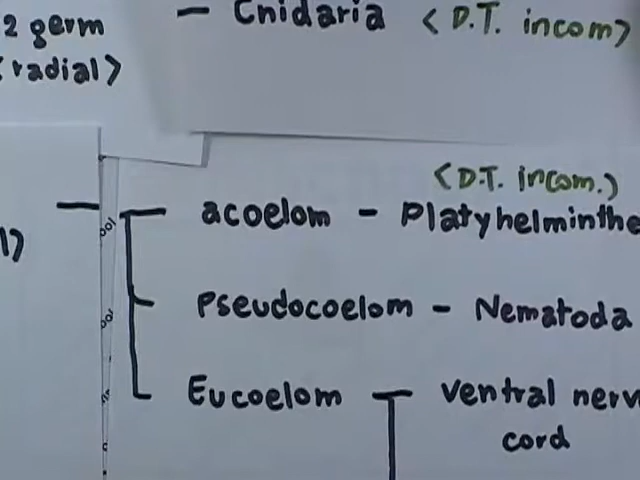 2 germ — Cnidaria <D.T. incom>
<radial>
<D.T. incom.>
acoelom — Platyhelminthe
Pseudocoelom — Nematoda
Eucoelom ventral nerv
cord